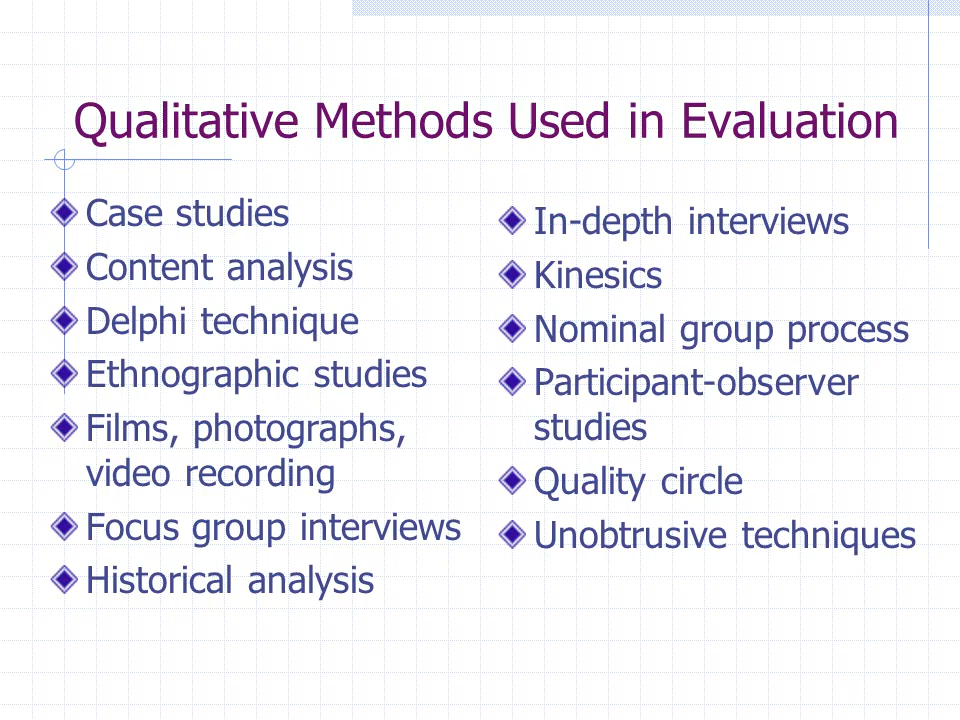 Qualitative Methods Used in Evaluation
Case studies
Content analysis
Delphi technique
Ethnographic studies
Films, photographs,
video recording
Focus group interviews
Historical analysis
In-depth interviews
Kinesics
Nominal group process
Participant-observer
studies
Quality circle
Unobtrusive techniques